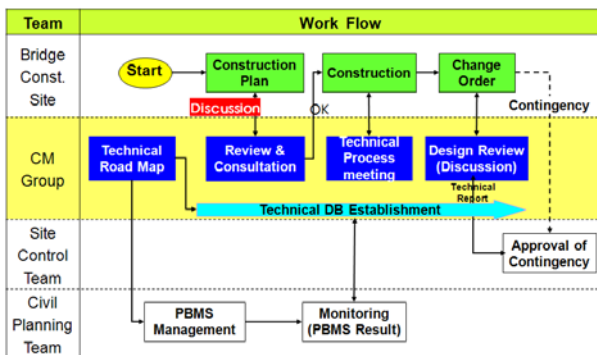 Team
Work Flow
Bridge
Const.
Site
Start
Construction
Plan
Construction
Change
Order
Discussion
OK
Contingency
CM
Group
Technical
Road Map
Review &
Consultation
Technical
Process
meeting
Design Review
(Discussion)
Technical
Report
Technical DB Establishment
Site
Control
Team
Approval of
Contingency
Civil
Planning
Team
PBMS
Management
Monitoring
(PBMS Result)